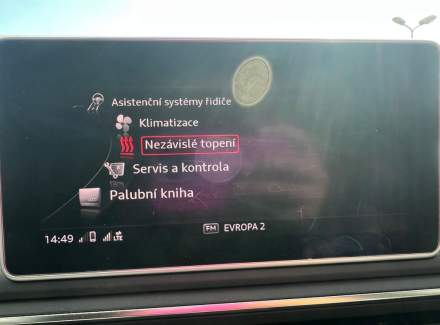 Asistenční systémy řidiče
Klimatizace
Nezávislé topení
Servis a kontrola
Palubní kniha
14:49 LTE FM EVROPA 2